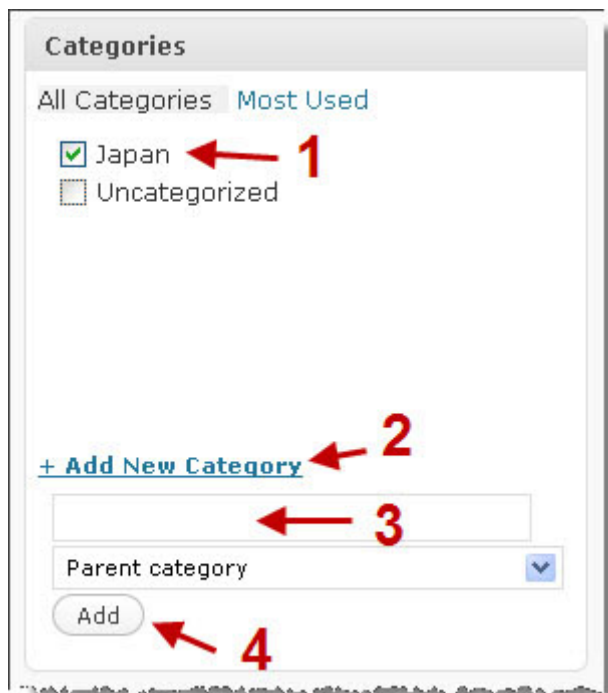 Categories
All Categories Most Used
Japan 1
Uncategorized
2
+ Add New Category
3
Parent category
Add
4